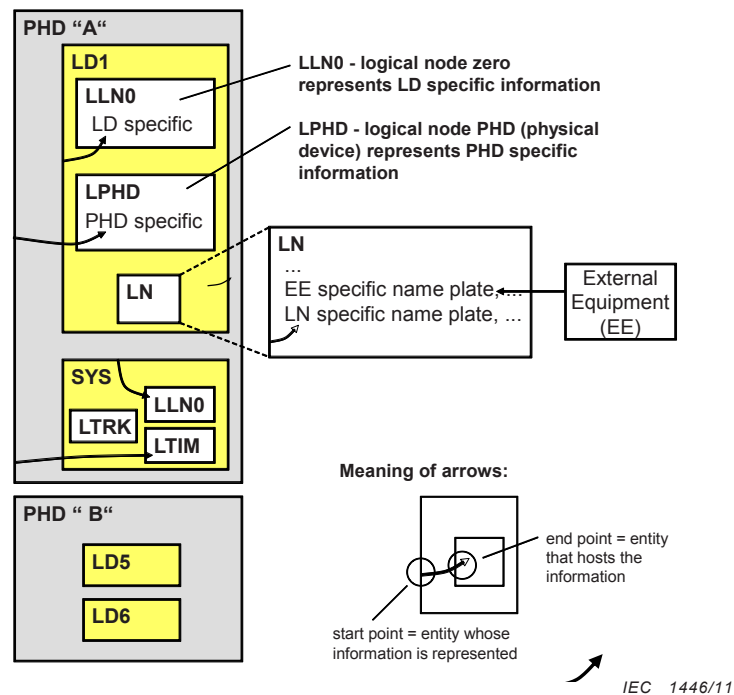 PHD “A“
LD1
LLN0
LD specific
LPHD
PHD specific
LN
LLN0 - logical node zero
represents LD specific information
LPHD - logical node PHD (physical
device) represents PHD specific
information
LN
...
EE specific name plate, ...
LN specific name plate, ...
External
Equipment
(EE)
SYS
LLN0
LTRK
LTIM
PHD “ B“
LD5
LD6
Meaning of arrows:
end point = entity
that hosts the
information
start point = entity whose
information is represented
IEC 1446/11